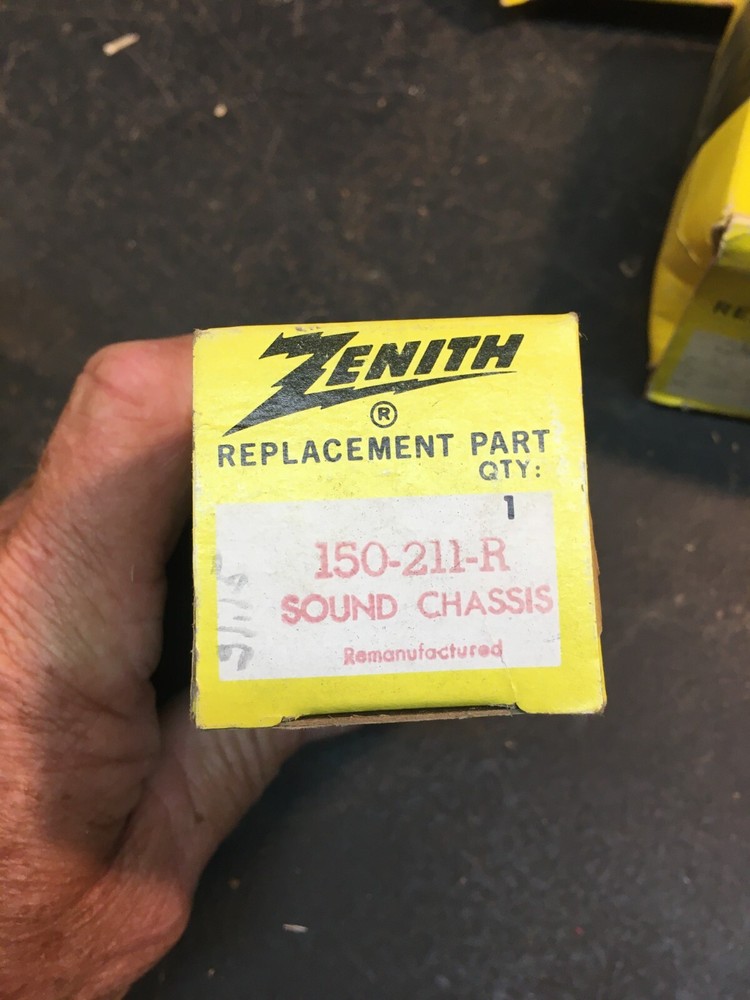 ZENITH
®
REPLACEMENT PART
QTY:
1
150-211-R
SOUND CHASSIS
Remanufactured